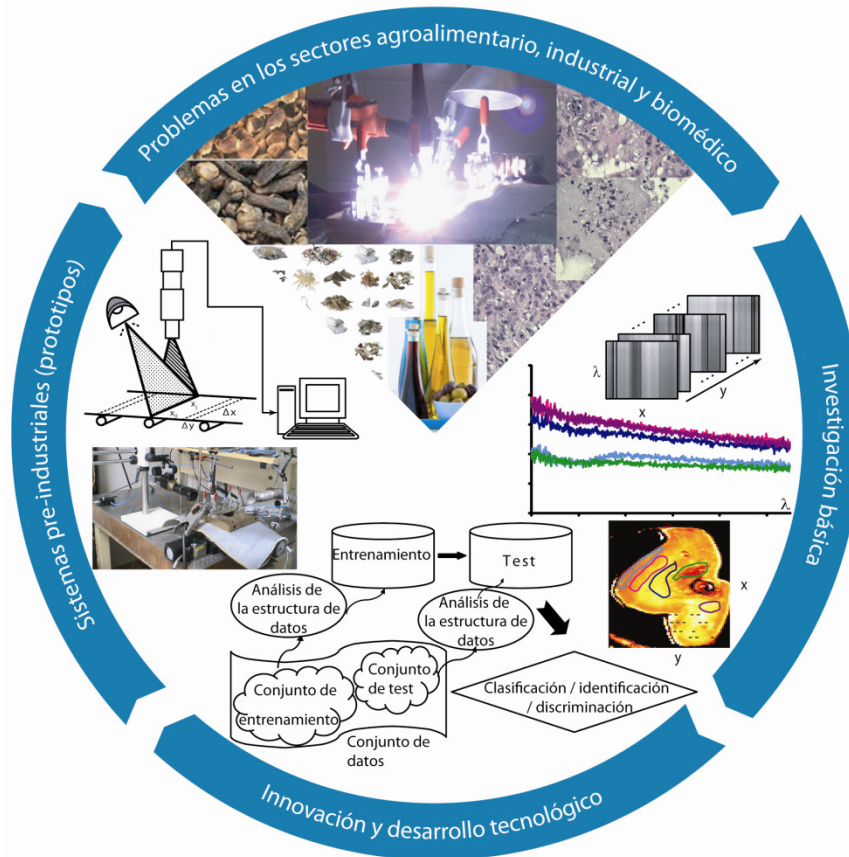 Problemas en los sectores agroalimentario, industrial y biomédico
Investigación básica
Innovación y desarrollo tecnológico
Sistemas pre-industriales (prototipos)
x₀
x
Δx
Δy
λ
x
y
λ
x
y
Entrenamiento
Test
Análisis de
la estructura de
datos
Análisis de
la estructura de
datos
Conjunto de
entrenamiento
Conjunto
de test
Conjunto de
datos
Clasificación / identificación
/ discriminación